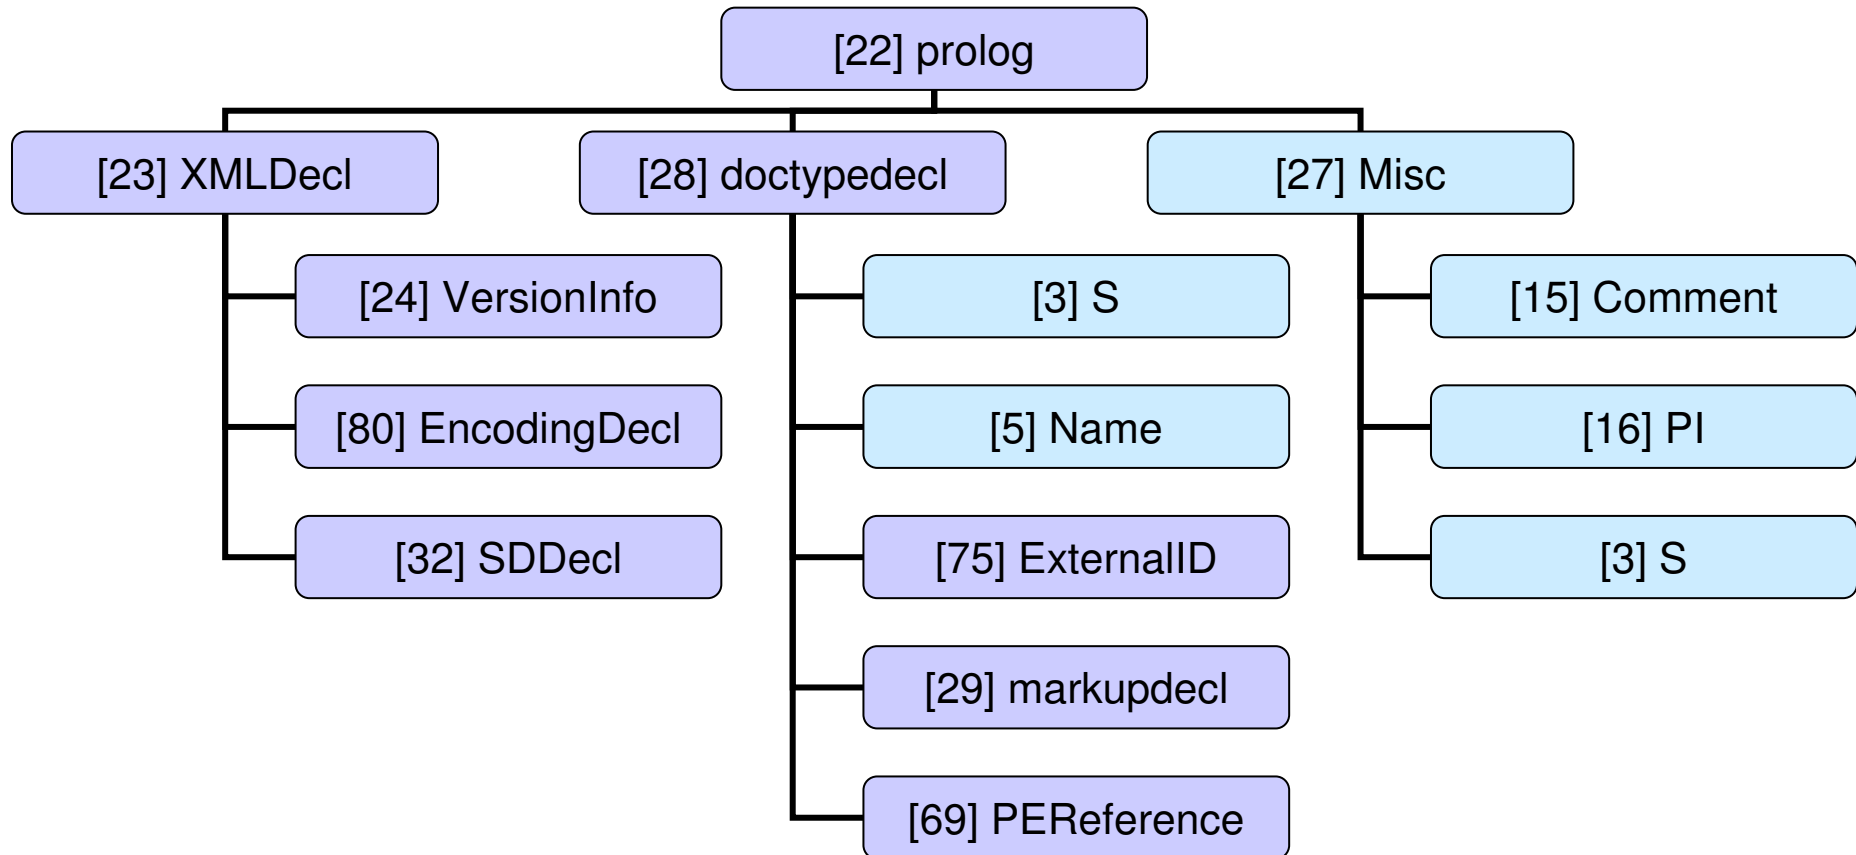 [22] prolog
[23] XMLDecl
[28] doctypedecl
[27] Misc
[24] VersionInfo
[3] S
[15] Comment
[80] EncodingDecl
[5] Name
[16] PI
[32] SDDecl
[75] ExternalID
[3] S
[29] markupdecl
[69] PEReference